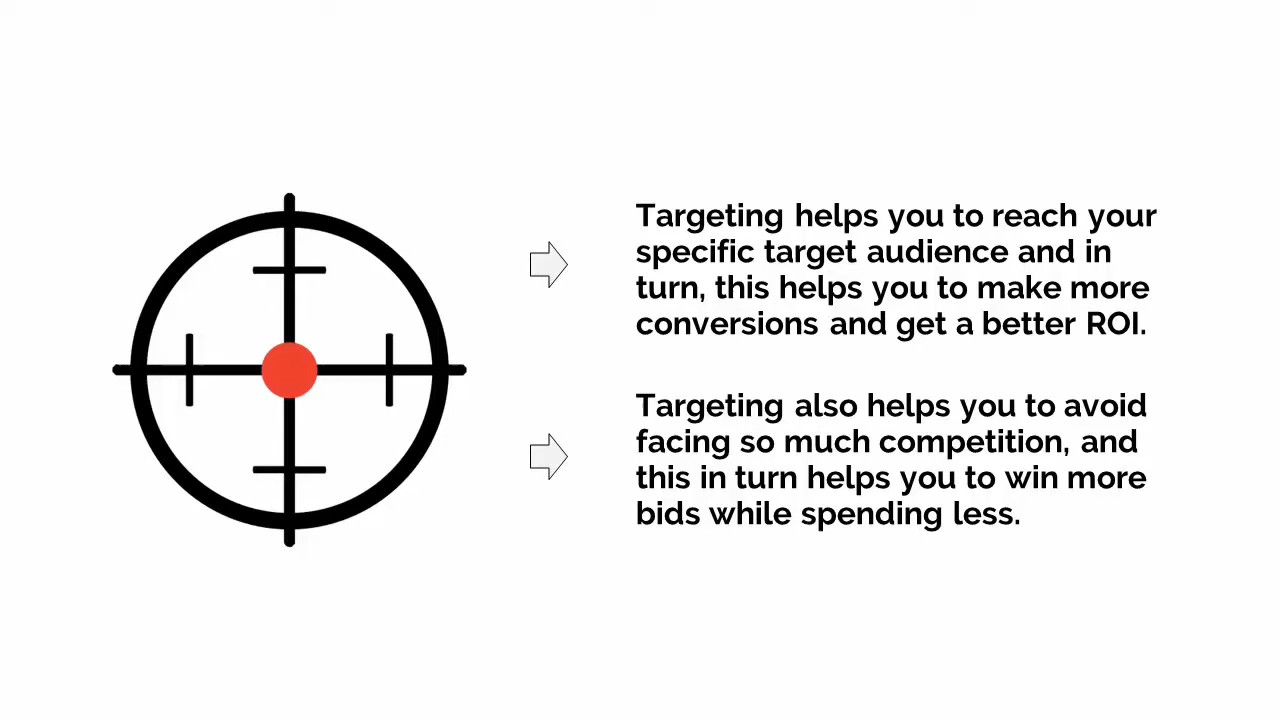 Targeting helps you to reach your
specific target audience and in
turn, this helps you to make more
conversions and get a better ROI.
Targeting also helps you to avoid
facing so much competition, and
this in turn helps you to win more
bids while spending less.